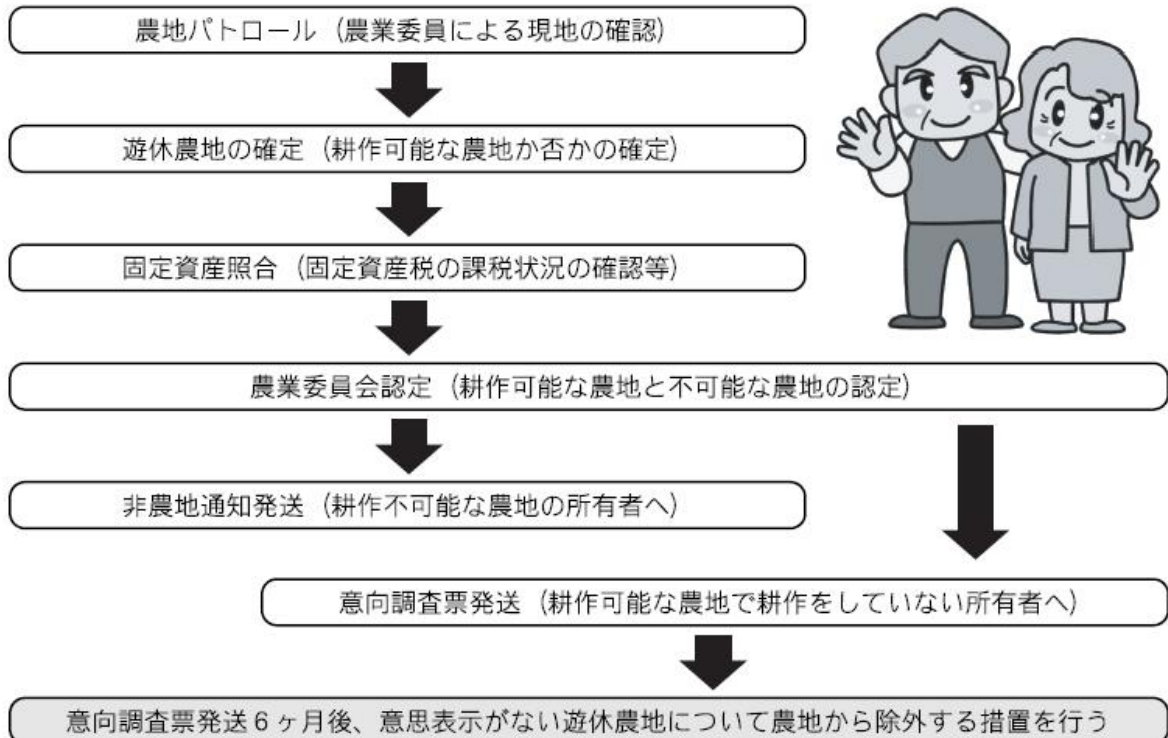 農地パトロール（農業委員による現地の確認）
遊休農地の確定（耕作可能な農地か否かの確定）
固定資産照合（固定資産税の課税状況の確認等）
農業委員会認定（耕作可能な農地と不可能な農地の認定）
非農地通知発送（耕作不可能な農地の所有者へ）
意向調査票発送（耕作可能な農地で耕作をしていない所有者へ）
意向調査票発送６ヶ月後、意思表示がない遊休農地について農地から除外する措置を行う